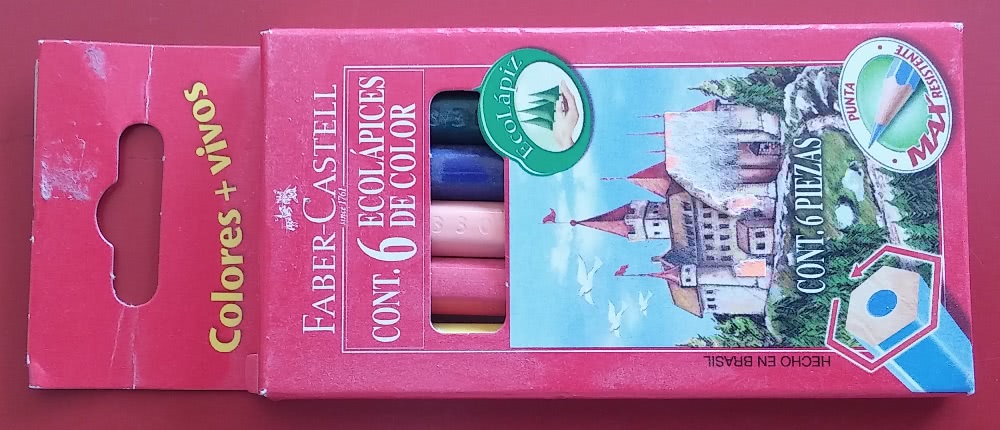 Colores + vivos
FABER-CASTELL
since 1761
CONT. 6 ECOLÁPICES
DE COLOR
EcoLápiz
PUNTA
MAX
RESISTENTE
CONT. 6 PIEZAS
HECHO EN BRASIL